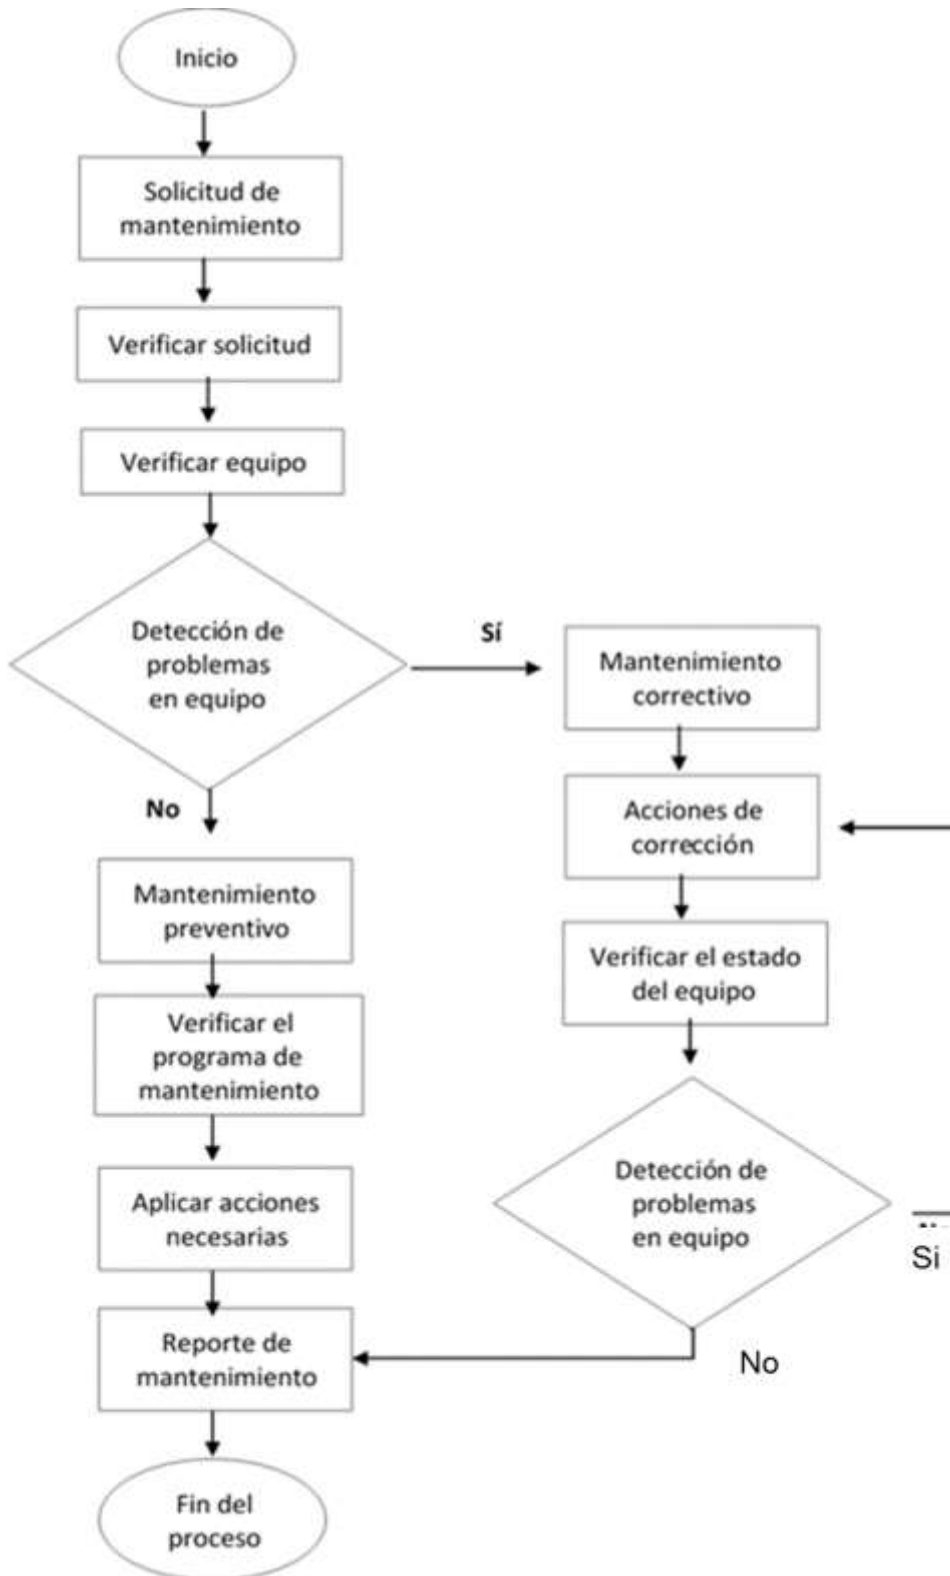 Inicio
Solicitud de
mantenimiento
Verificar solicitud
Verificar equipo
Detección de
problemas
en equipo
Sí
Mantenimiento
correctivo
Acciones de
corrección
Verificar el estado
del equipo
Detección de
problemas
en equipo
Si
No
No
Mantenimiento
preventivo
Verificar el
programa de
mantenimiento
Aplicar acciones
necesarias
Reporte de
mantenimiento
Fin del
proceso